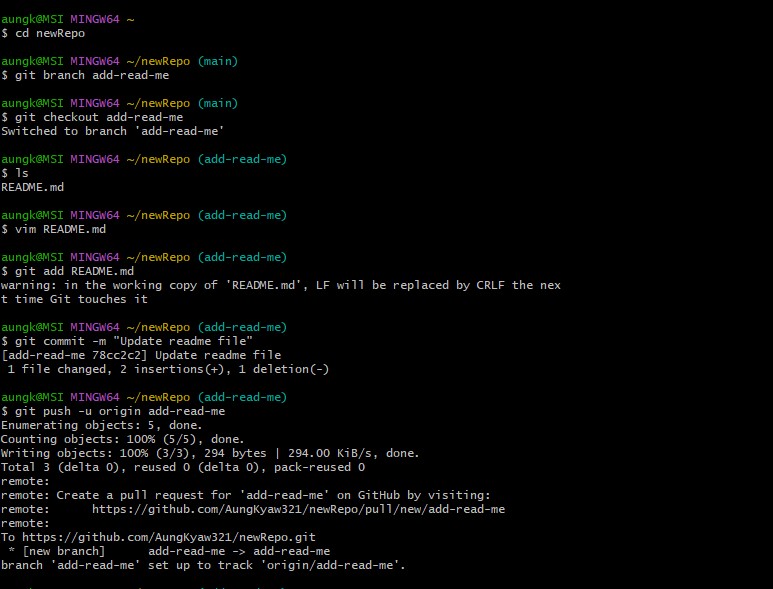 aungk@MSI MINGW64 ~
$ cd newRepo
aungk@MSI MINGW64 ~/newRepo (main)
$ git branch add-read-me
aungk@MSI MINGW64 ~/newRepo (main)
$ git checkout add-read-me
Switched to branch 'add-read-me'
aungk@MSI MINGW64 ~/newRepo (add-read-me)
$ ls
README.md
aungk@MSI MINGW64 ~/newRepo (add-read-me)
$ vim README.md
aungk@MSI MINGW64 ~/newRepo (add-read-me)
$ git add README.md
warning: in the working copy of 'README.md', LF will be replaced by CRLF the nex
t time Git touches it
aungk@MSI MINGW64 ~/newRepo (add-read-me)
$ git commit -m "Update readme file"
[add-read-me 78cc2c2] Update readme file
 1 file changed, 2 insertions(+), 1 deletion(-)
aungk@MSI MINGW64 ~/newRepo (add-read-me)
$ git push -u origin add-read-me
Enumerating objects: 5, done.
Counting objects: 100% (5/5), done.
Writing objects: 100% (3/3), 294 bytes | 294.00 KiB/s, done.
Total 3 (delta 0), reused 0 (delta 0), pack-reused 0
remote:
remote: Create a pull request for 'add-read-me' on GitHub by visiting:
remote:      https://github.com/AungKyaw321/newRepo/pull/new/add-read-me
remote:
To https://github.com/AungKyaw321/newRepo.git
 * [new branch]      add-read-me -> add-read-me
branch 'add-read-me' set up to track 'origin/add-read-me'.